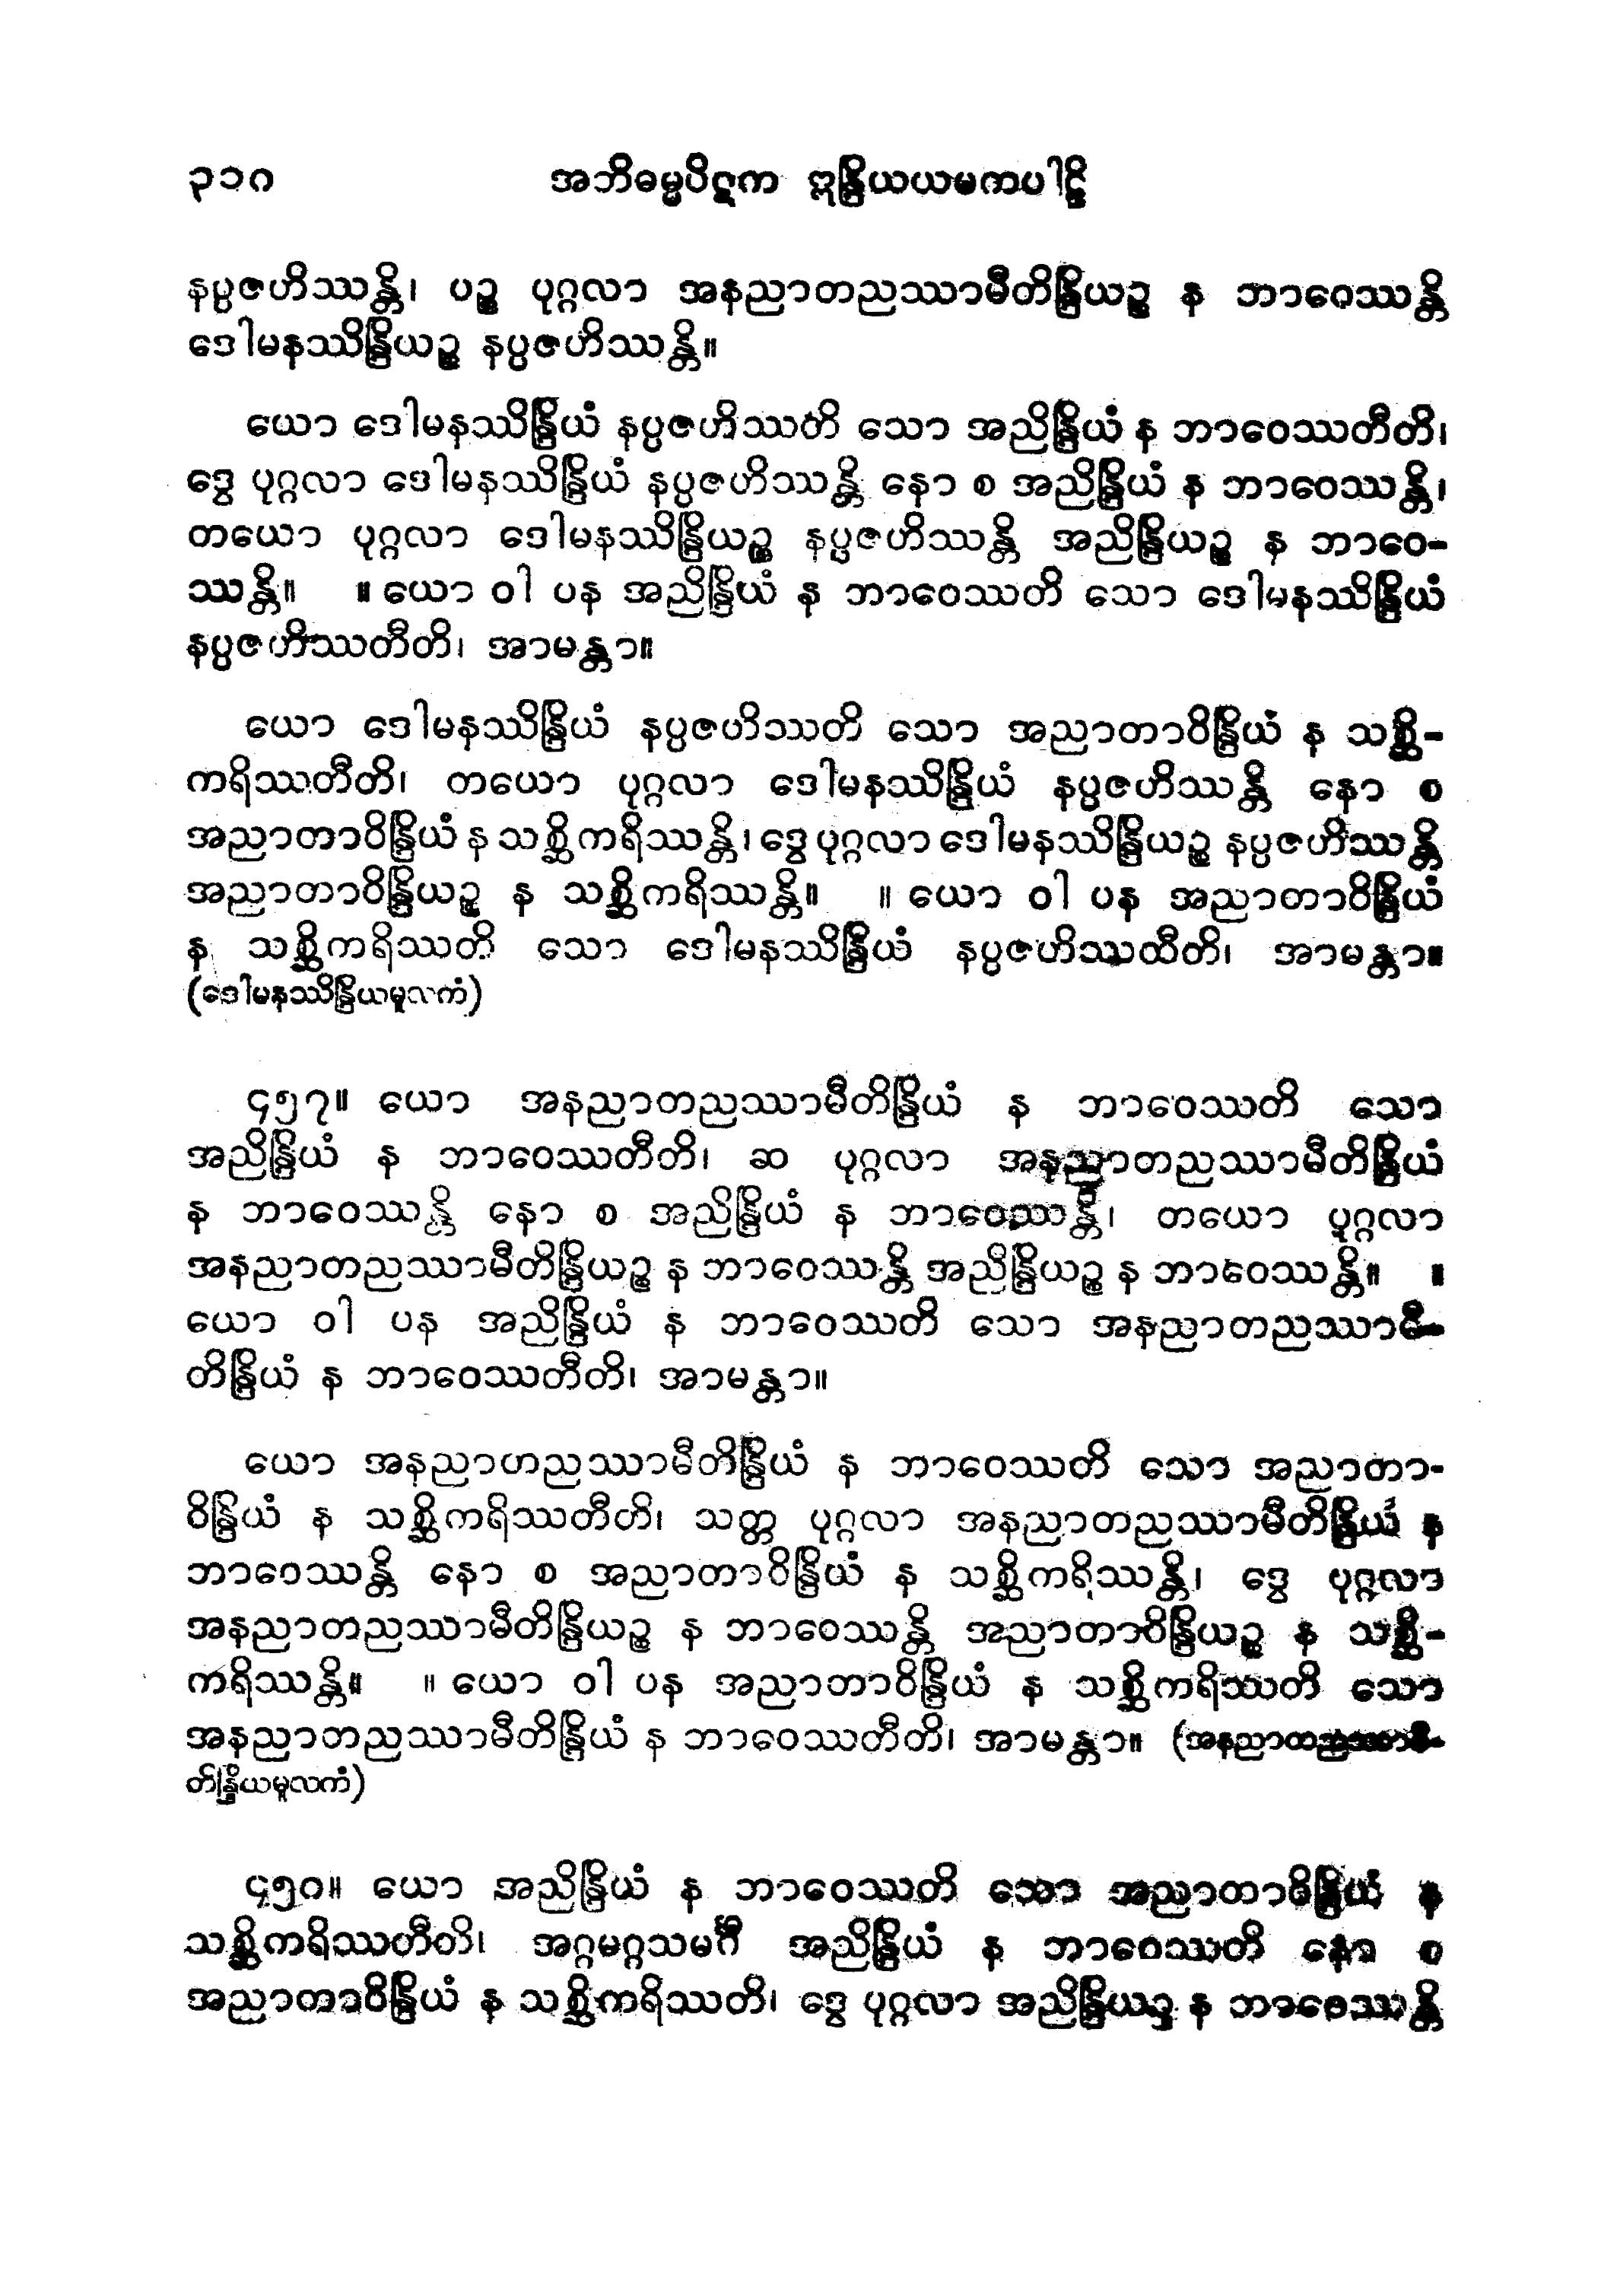 ၃၁၈ အဘိဓမ္မပိဋက ဣန္ဒြိယယမကပါဠိ
နပ္ပဇဟိဿန္တိ၊ ပဉ္စ ပုဂ္ဂလာ အနညာတညဿာမီတိန္ဒြိယဉ္စ န ဘာဝေဿန္တိ
ဒေါမနဿိန္ဒြိယဉ္စ နပ္ပဇဟိဿန္တိ။
ယော ဒေါမနဿိန္ဒြိယံ နပ္ပဇဟိဿတိ သော အညိန္ဒြိယံ န ဘာဝေဿတီတိ၊
ဒွေ ပုဂ္ဂလာ ဒေါမနဿိန္ဒြိယံ နပ္ပဇဟိဿန္တိ နော စ အညိန္ဒြိယံ န ဘာဝေဿန္တိ၊
တယော ပုဂ္ဂလာ ဒေါမနဿိန္ဒြိယဉ္စ နပ္ပဇဟိဿန္တိ အညိန္ဒြိယဉ္စ န ဘာဝေ-
ဿန္တိ။ ။ ယော ဝါ ပန အညိန္ဒြိယံ န ဘာဝေဿတိ သော ဒေါမနဿိန္ဒြိယံ
နပ္ပဇဟိဿတီတိ၊ အာမန္တာ။
ယော ဒေါမနဿိန္ဒြိယံ နပ္ပဇဟိဿတိ သော အညာတာဝိန္ဒြိယံ န သစ္ဆိ-
ကရိဿတီတိ၊ တယော ပုဂ္ဂလာ ဒေါမနဿိန္ဒြိယံ နပ္ပဇဟိဿန္တိ နော စ
အညာတာဝိန္ဒြိယံ န သစ္ဆိကရိဿန္တိ၊ ဒွေ ပုဂ္ဂလာ ဒေါမနဿိန္ဒြိယဉ္စ နပ္ပဇဟိဿန္တိ
အညာတာဝိန္ဒြိယဉ္စ န သစ္ဆိကရိဿန္တိ။ ။ ယော ဝါ ပန အညာတာဝိန္ဒြိယံ
န သစ္ဆိကရိဿတိ သော ဒေါမနဿိန္ဒြိယံ နပ္ပဇဟိဿထီတိ၊ အာမန္တာ။
(ဒေါမနဿိန္ဒြိယမူလကံ)
၄၅၇။ ယော အနညာတညဿာမီတိန္ဒြိယံ န ဘာဝေဿတိ သော
အညိန္ဒြိယံ န ဘာဝေဿတီတိ၊ ဆ ပုဂ္ဂလာ အနညာတညဿာမီတိန္ဒြိယံ
န ဘာဝေဿန္တိ နော စ အညိန္ဒြိယံ န ဘာဝေဿန္တိ၊ တယော ပုဂ္ဂလာ
အနညာတညဿာမီတိန္ဒြိယဉ္စ န ဘာဝေဿန္တိ အညိန္ဒြိယဉ္စ န ဘာဝေဿန္တိ။ ။
ယော ဝါ ပန အညိန္ဒြိယံ န ဘာဝေဿတိ သော အနညာတညဿာမီ-
တိန္ဒြိယံ န ဘာဝေဿတီတိ၊ အာမန္တာ။
ယော အနညာဟညဿာမီတိန္ဒြိယံ န ဘာဝေဿတိ သော အညာတာ-
ဝိန္ဒြိယံ န သစ္ဆိကရိဿတီဟိ၊ သတ္တ ပုဂ္ဂလာ အနညာတညဿာမီတိန္ဒြိယံ န
ဘာဝေဿန္တိ နော စ အညာတာဝိန္ဒြိယံ န သစ္ဆိကရိဿန္တိ၊ ဒွေ ပုဂ္ဂလာ
အနညာတညဿာမီတိန္ဒြိယဉ္စ န ဘာဝေဿန္တိ အညာတာဝိန္ဒြိယဉ္စ န သစ္ဆိ-
ကရိဿန္တိ။ ။ ယော ဝါ ပန အညာတာဝိန္ဒြိယံ န သစ္ဆိကရိဿတိ သော
အနညာတညဿာမီတိန္ဒြိယံ န ဘာဝေဿတီတိ၊ အာမန္တာ။ (အနညာတညဿာမီ-
တိန္ဒြိယမူလကံ)
၄၅၈။ ယော အညိန္ဒြိယံ န ဘာဝေဿတိ သော အညာတာဝိန္ဒြိယံ န
သစ္ဆိကရိဿတီတိ၊ အဂ္ဂမဂ္ဂသမင်္ဂီ အညိန္ဒြိယံ န ဘာဝေဿတိ နော စ
အညာတာဝိန္ဒြိယံ န သစ္ဆိကရိဿတိ၊ ဒွေ ပုဂ္ဂလာ အညိန္ဒြိယဉ္စ န ဘာဝေဿန္တိ